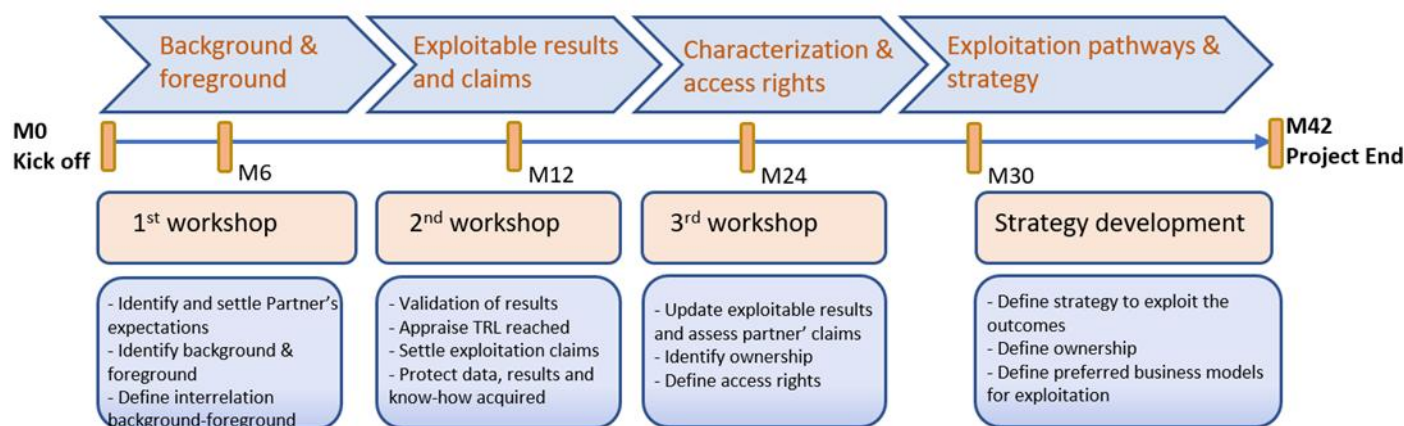 Background &
foreground
Exploitable results
and claims
Characterization &
access rights
Exploitation pathways &
strategy
M0
Kick off
M6
M12
M24
M30
M42
Project End
1st workshop
2nd workshop
3rd workshop
Strategy development
- Identify and settle Partner's
expectations
- Identify background &
foreground
- Define interrelation
background-foreground
- Validation of results
- Appraise TRL reached
- Settle exploitation claims
- Protect data, results and
know-how acquired
- Update exploitable results
and assess partner' claims
- Identify ownership
- Define access rights
- Define strategy to exploit the
outcomes
- Define ownership
- Define preferred business models
for exploitation